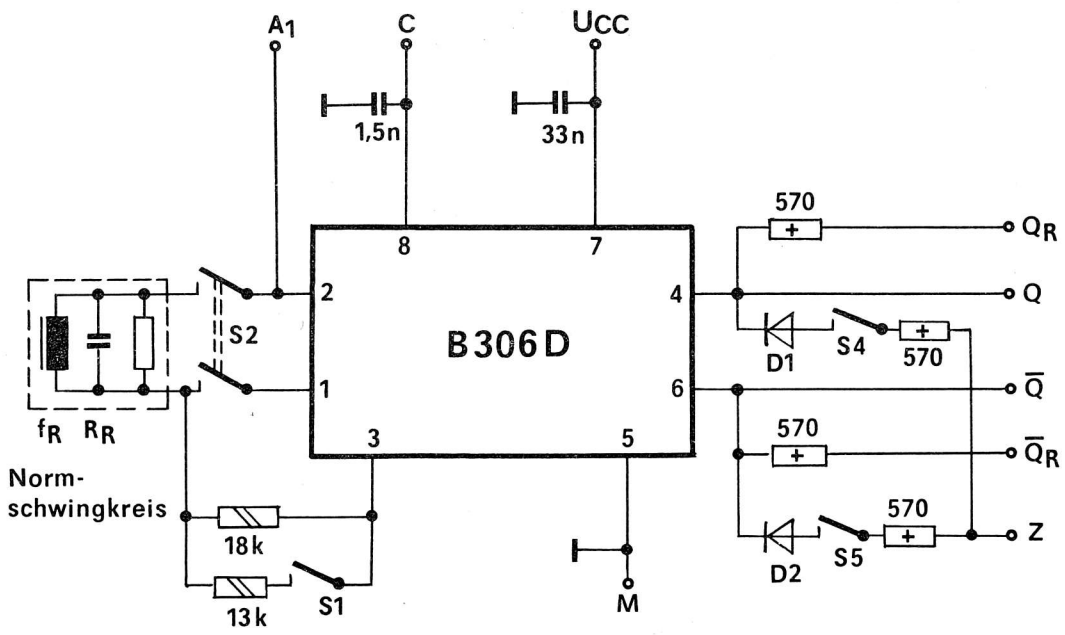 A1
C
UCC
1,5n
33n
570
8
7
QR
2
4
Q
S2
B306D
D1
S4
570
1
6
Q̅
fR RR
3
5
570
Q̅R
Norm-
schwingkreis
18k
570
D2
S5
Z
13k
S1
M